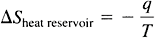 ΔS_heat reservoir = − q/T